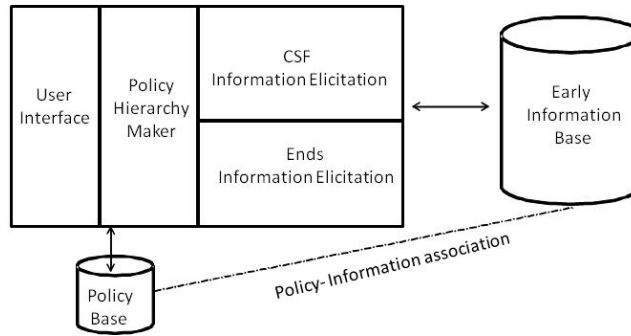 User
Interface
Policy
Hierarchy
Maker
CSF
Information Elicitation
Ends
Information Elicitation
Early
Information
Base
Policy
Base
Policy- Information association